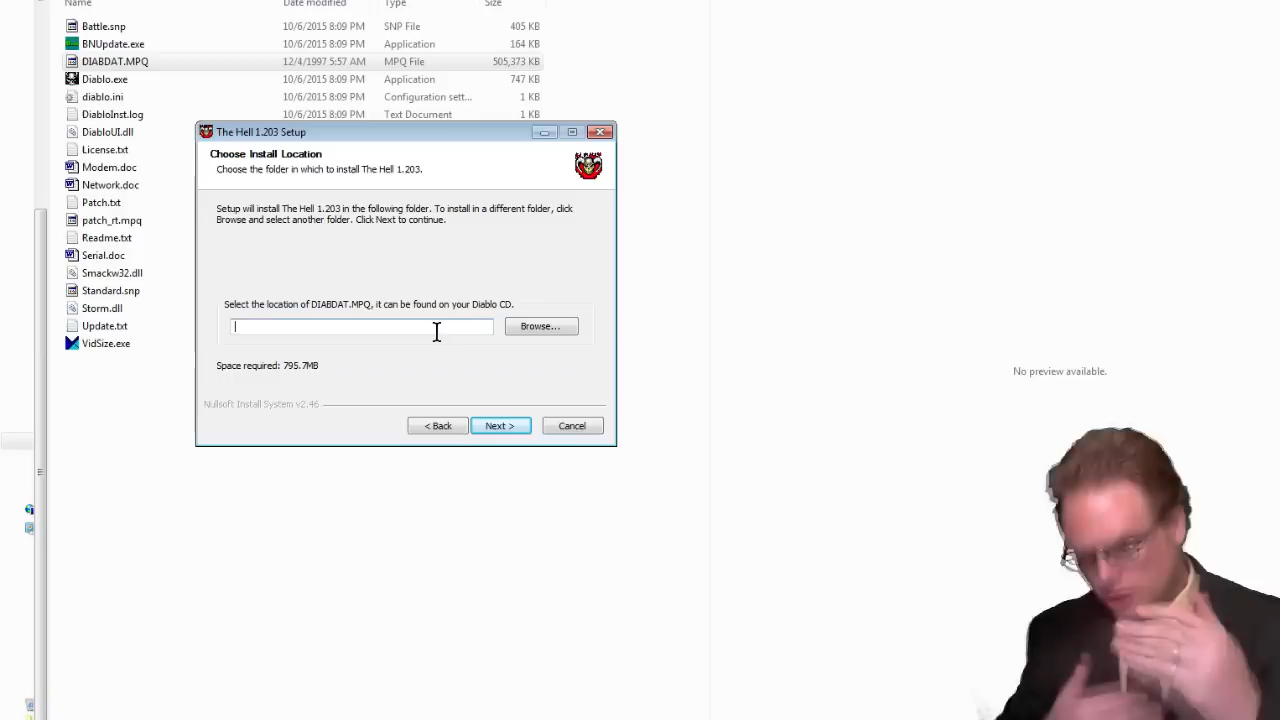 Name Date modified Type Size
Battle.snp 10/6/2015 8:09 PM SNP File 405 KB
BNUpdate.exe 10/6/2015 8:09 PM Application 164 KB
DIABDAT.MPQ 12/4/1997 5:57 AM MPQ File 505,373 KB
Diablo.exe 10/6/2015 8:09 PM Application 747 KB
diablo.ini 10/6/2015 8:09 PM Configuration sett... 1 KB
DiabloInst.log 10/6/2015 8:09 PM Text Document 1 KB
DiabloUI.dll
License.txt
Modem.doc
Network.doc
Patch.txt
patch_rt.mpq
Readme.txt
Serial.doc
Smackw32.dll
Standard.snp
Storm.dll
Update.txt
VidSize.exe
The Hell 1.203 Setup
Choose Install Location
Choose the folder in which to install The Hell 1.203.
Setup will install The Hell 1.203 in the following folder. To install in a different folder, click
Browse and select another folder. Click Next to continue.
Select the location of DIABDAT.MPQ, it can be found on your Diablo CD.
Browse...
Space required: 795.7MB
Nullsoft Install System v2.46
< Back Next > Cancel
No preview available.